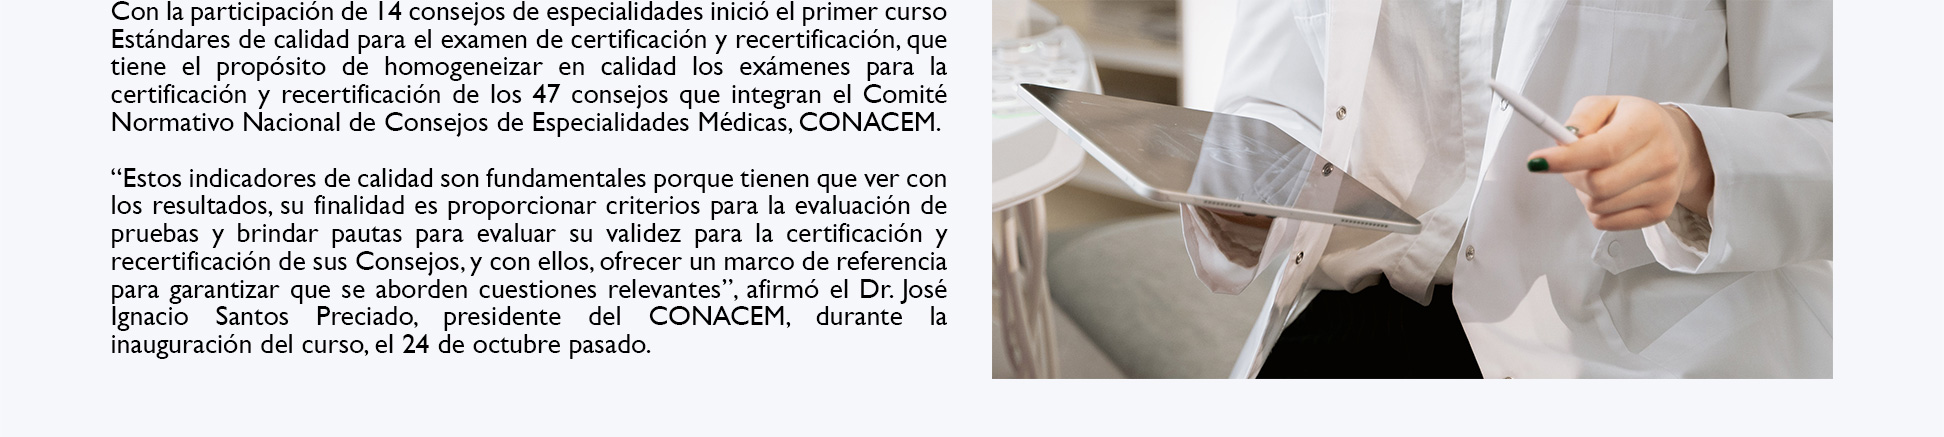 Con la participación de 14 consejos de especialidades inició el primer curso
Estándares de calidad para el examen de certificación y recertificación, que
tiene el propósito de homogeneizar en calidad los exámenes para la
certificación y recertificación de los 47 consejos que integran el Comité
Normativo Nacional de Consejos de Especialidades Médicas, CONACEM.
“Estos indicadores de calidad son fundamentales porque tienen que ver con
los resultados, su finalidad es proporcionar criterios para la evaluación de
pruebas y brindar pautas para evaluar su validez para la certificación y
recertificación de sus Consejos, y con ellos, ofrecer un marco de referencia
para garantizar que se aborden cuestiones relevantes”, afirmó el Dr. José
Ignacio Santos Preciado, presidente del CONACEM, durante la
inauguración del curso, el 24 de octubre pasado.